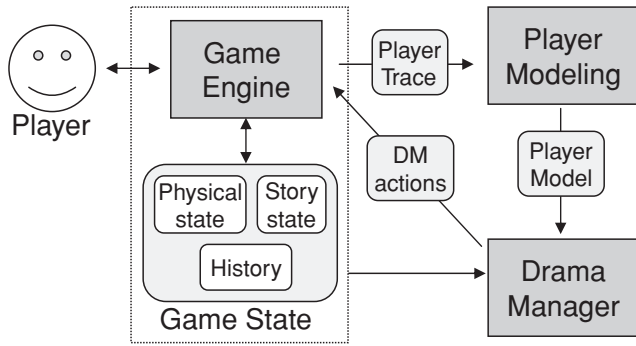 Player
Game
Engine
Player
Trace
Player
Modeling
DM
actions
Player
Model
Physical
state
Story
state
History
Game State
Drama
Manager